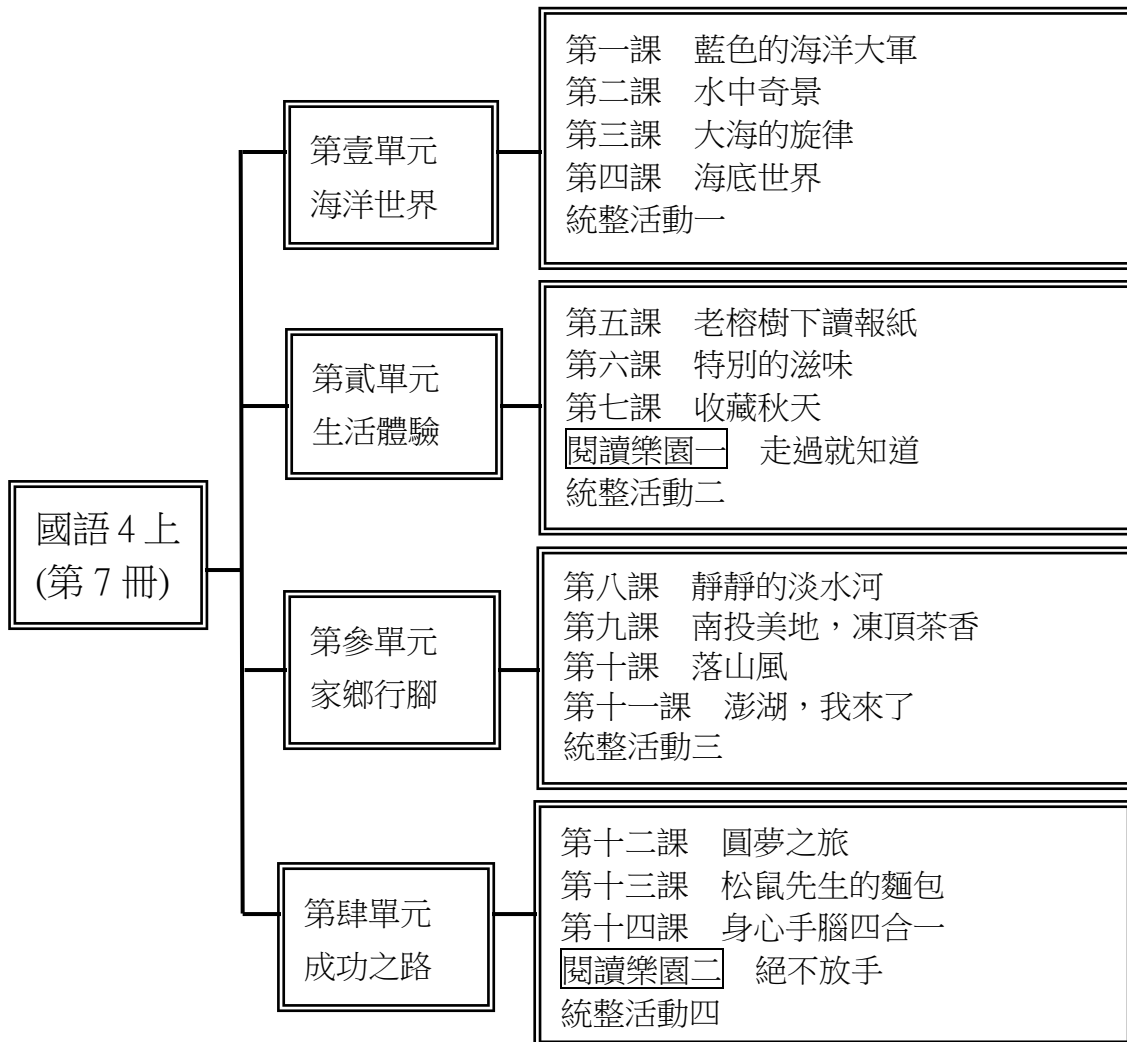 國語 4 上
(第 7 冊)
第壹單元
海洋世界
第一課 藍色的海洋大軍
第二課 水中奇景
第三課 大海的旋律
第四課 海底世界
統整活動一
第貳單元
生活體驗
第五課 老榕樹下讀報紙
第六課 特別的滋味
第七課 收藏秋天
閱讀樂園一 走過就知道
統整活動二
第參單元
家鄉行腳
第八課 靜靜的淡水河
第九課 南投美地，凍頂茶香
第十課 落山風
第十一課 澎湖，我來了
統整活動三
第肆單元
成功之路
第十二課 圓夢之旅
第十三課 松鼠先生的麵包
第十四課 身心手腦四合一
閱讀樂園二 絕不放手
統整活動四